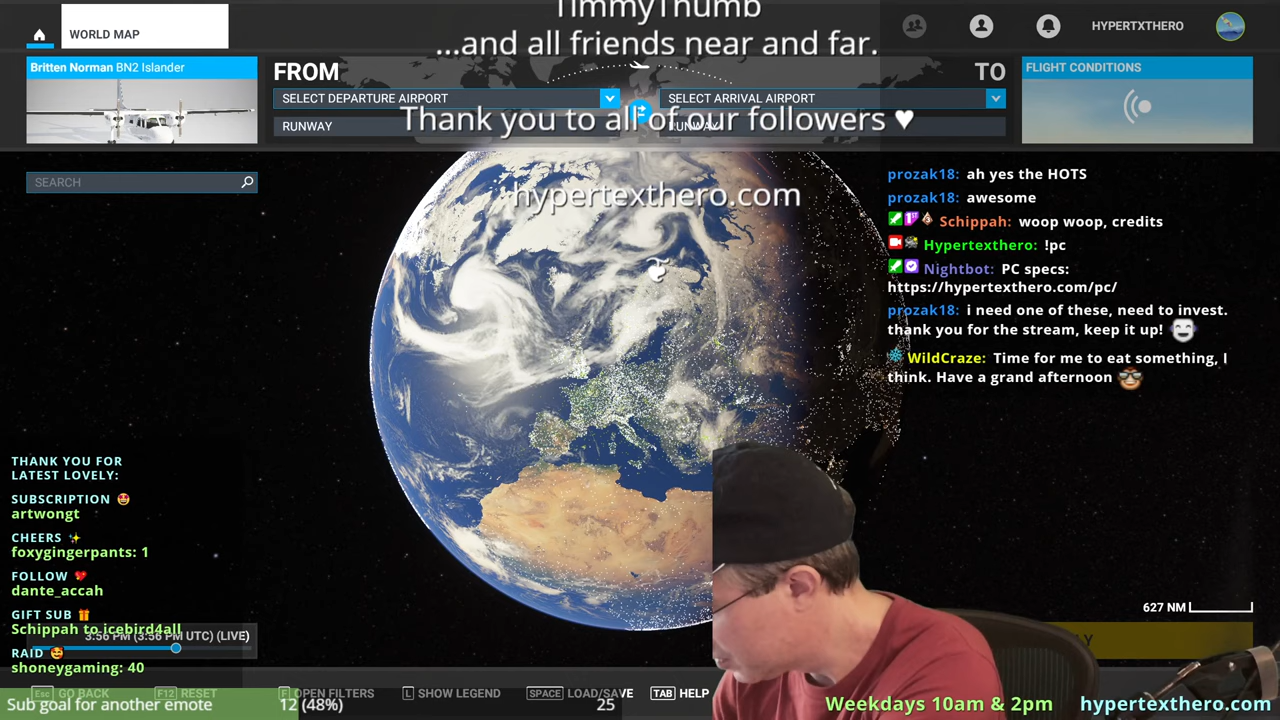 TimmyThumb
...and all friends near and far.
Thank you to all of our followers ♥
hypertexthero.com
WORLD MAP
HYPERTXTHERO
Britten Norman BN2 Islander
FROM
SELECT DEPARTURE AIRPORT
RUNWAY
TO
SELECT ARRIVAL AIRPORT
RUNWAY
FLIGHT CONDITIONS
SEARCH
prozak18: ah yes the HOTS
prozak18: awesome
Schippah: woop woop, credits
Hypertexthero: !pc
Nightbot: PC specs:
https://hypertexthero.com/pc/
prozak18: i need one of these, need to invest.
thank you for the stream, keep it up!
WildCraze: Time for me to eat something, I
think. Have a grand afternoon
THANK YOU FOR
LATEST LOVELY:
SUBSCRIPTION 🤩
artwongt
CHEERS ✨
foxygingerpants: 1
FOLLOW 💖
dante_accah
GIFT SUB 🎁
Schippah to icebird4all
3:56 PM (3:56 PM UTC) (LIVE)
RAID 🤩
shoneygaming: 40
627 NM
Esc GO BACK
F12 RESET
F OPEN FILTERS
L SHOW LEGEND
SPACE LOAD/SAVE
TAB HELP
Sub goal for another emote
12 (48%)
25
Weekdays 10am & 2pm
hypertexthero.com